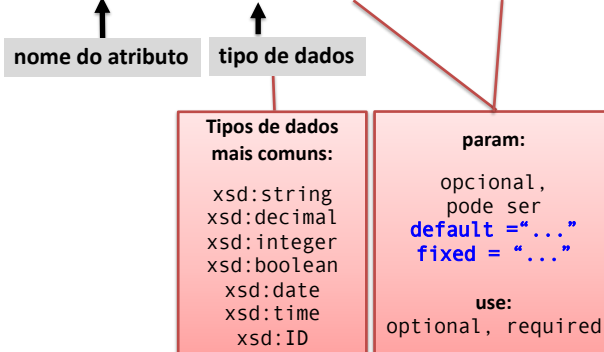 nome do atributo
tipo de dados
Tipos de dados
mais comuns:
xsd:string
xsd:decimal
xsd:integer
xsd:boolean
xsd:date
xsd:time
xsd:ID
param:
opcional,
pode ser
default =“...”
fixed = “...”
use:
optional, required